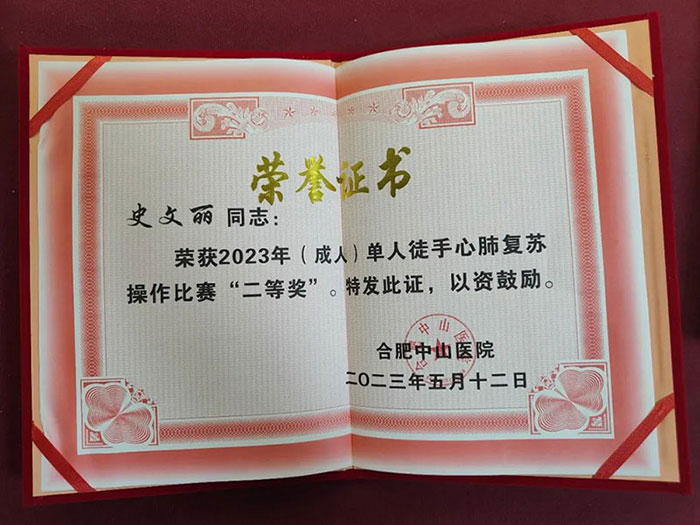 荣誉证书
史文丽 同志：
荣获2023年（成人）单人徒手心肺复苏
操作比赛“二等奖”。特发此证，以资鼓励。
合肥中山医院
二〇二三年五月十二日